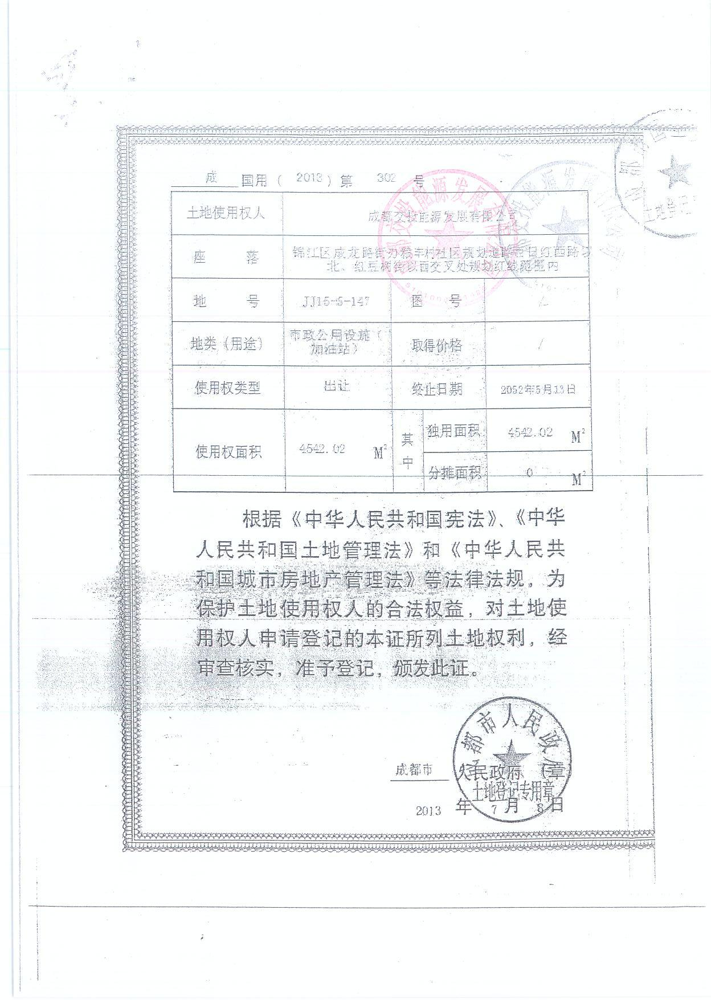 成 国用（ 2013 ）第 302 号
土地使用权人 成都交投能源发展有限公司
座 落 锦江区成龙路街办粮丰村社区规划道路 日红西路以
北、红豆树街以西交叉处规划红线范围内
地 号 JJ15-5-147 图 号 /
地类（用途） 市政公用设施（
加油站） 取得价格 /
使用权类型 出让 终止日期 2052年5月13日
使用权面积 4542.02 M² 其中 独用面积 4542.02 M²
分摊面积 0 M²
根据《中华人民共和国宪法》、《中华
人民共和国土地管理法》和《中华人民共
和国城市房地产管理法》等法律法规，为
保护土地使用权人的合法权益，对土地使
用权人申请登记的本证所列土地权利，经
审查核实，准予登记，颁发此证。
成都市人民政府
成都市 人民政府（章）
土地登记专用章
2013 年 7 月 8 日